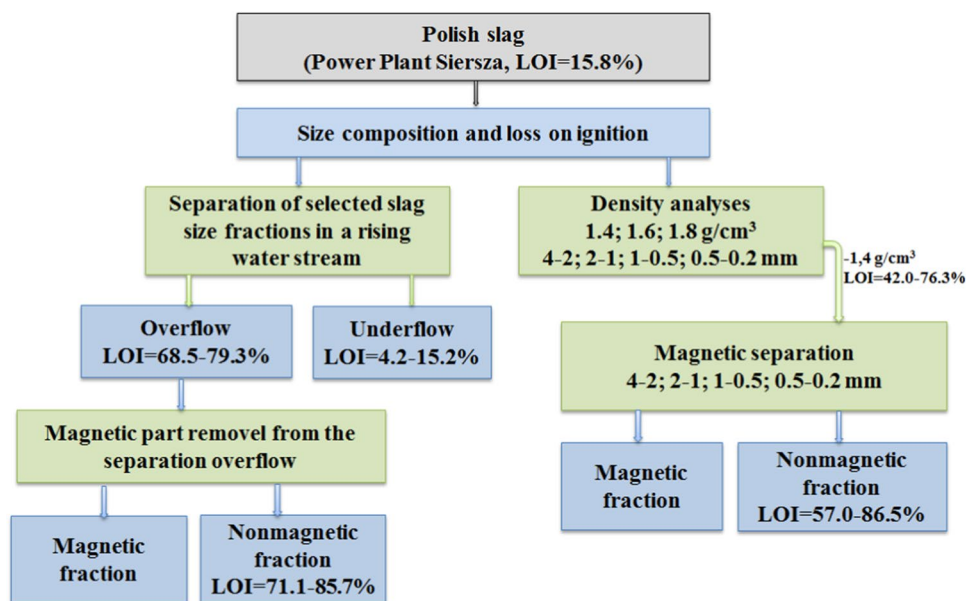 Polish slag
(Power Plant Siersza, LOI=15.8%)
Size composition and loss on ignition
Separation of selected slag
size fractions in a rising
water stream
Density analyses
1.4; 1.6; 1.8 g/cm³
4-2; 2-1; 1-0.5; 0.5-0.2 mm
-1,4 g/cm³
LOI=42.0-76.3%
Overflow
LOI=68.5-79.3%
Underflow
LOI=4.2-15.2%
Magnetic separation
4-2; 2-1; 1-0.5; 0.5-0.2 mm
Magnetic part removel from the
separation overflow
Magnetic
fraction
Nonmagnetic
fraction
LOI=57.0-86.5%
Magnetic
fraction
Nonmagnetic
fraction
LOI=71.1-85.7%